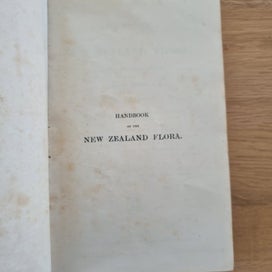 HANDBOOK
OF THE
NEW ZEALAND FLORA.